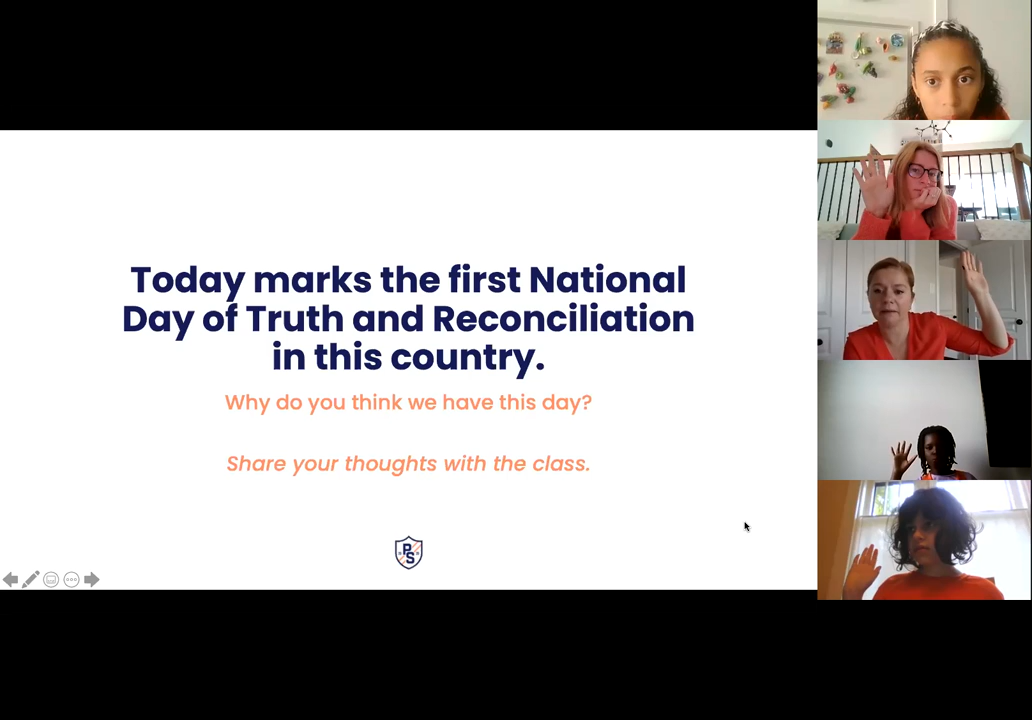 Today marks the first National
Day of Truth and Reconciliation
in this country.
Why do you think we have this day?
Share your thoughts with the class.
PS